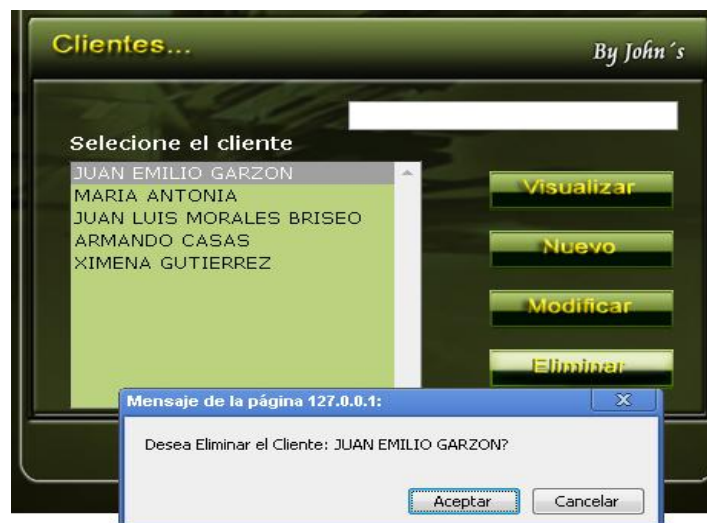 Clientes...
By John´s
Selecione el cliente
JUAN EMILIO GARZON
MARIA ANTONIA
JUAN LUIS MORALES BRISEO
ARMANDO CASAS
XIMENA GUTIERREZ
Visualizar
Nuevo
Modificar
Eliminar
Mensaje de la página 127.0.0.1:
Desea Eliminar el Cliente: JUAN EMILIO GARZON?
Aceptar
Cancelar